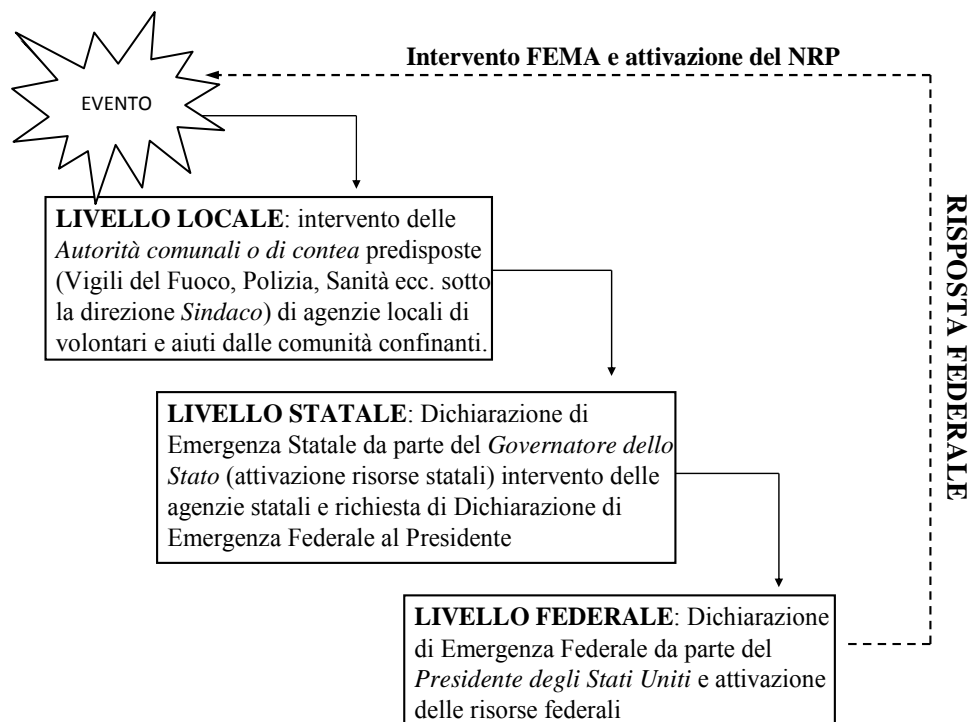 Intervento FEMA e attivazione del NRP
EVENTO
LIVELLO LOCALE: intervento delle
Autorità comunali o di contea predisposte
(Vigili del Fuoco, Polizia, Sanità ecc. sotto
la direzione Sindaco) di agenzie locali di
volontari e aiuti dalle comunità confinanti.
LIVELLO STATALE: Dichiarazione di
Emergenza Statale da parte del Governatore dello
Stato (attivazione risorse statali) intervento delle
agenzie statali e richiesta di Dichiarazione di
Emergenza Federale al Presidente
LIVELLO FEDERALE: Dichiarazione
di Emergenza Federale da parte del
Presidente degli Stati Uniti e attivazione
delle risorse federali
RISPOSTA FEDERALE